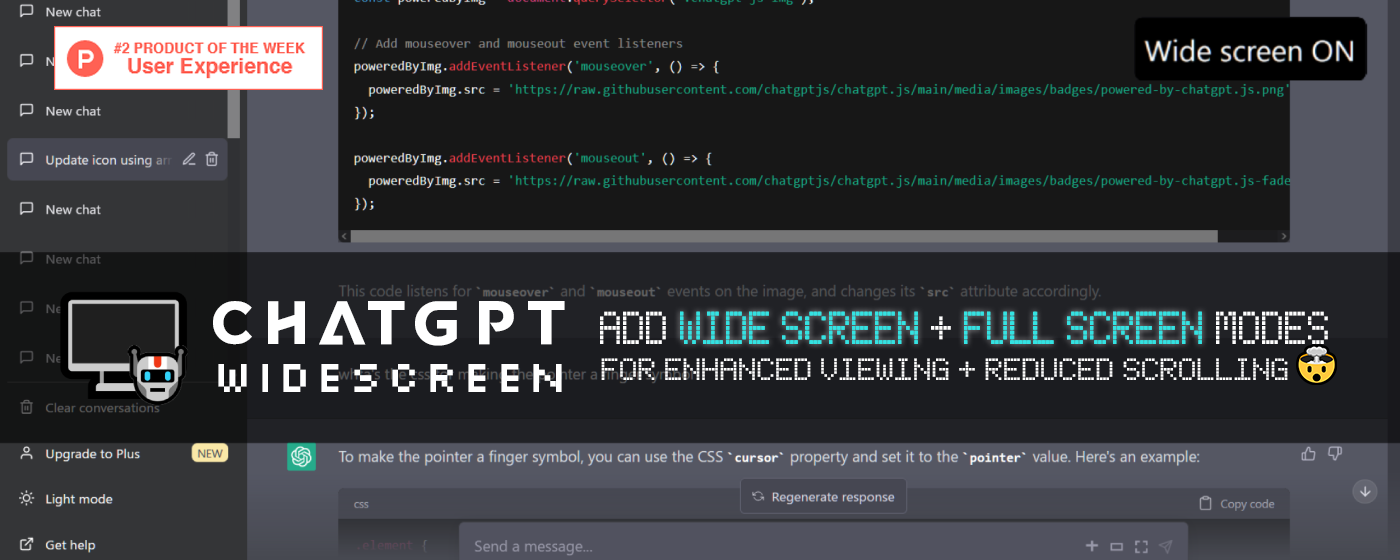 New chat
#2 PRODUCT OF THE WEEK
User Experience
N
New chat
Update icon using an
New chat
New chat
Ne
Ne
Clear conversations
Upgrade to Plus
NEW
Light mode
Get help
Wide screen ON
const poweredByImg = document.querySelector('.chatgpt-js-img');
// Add mouseover and mouseout event listeners
poweredByImg.addEventListener('mouseover', () => {
poweredByImg.src = 'https://raw.githubusercontent.com/chatgptjs/chatgpt.js/main/media/images/badges/powered-by-chatgpt.js.png'
});
poweredByImg.addEventListener('mouseout', () => {
poweredByImg.src = 'https://raw.githubusercontent.com/chatgptjs/chatgpt.js/main/media/images/badges/powered-by-chatgpt.js-fade
});
This code listens for `mouseover` and `mouseout` events on the image, and changes its `src` attribute accordingly.
CHATGPT
WIDESCREEN
ADD WIDE SCREEN + FULL SCREEN MODES
FOR ENHANCED VIEWING + REDUCED SCROLLING
To make the pointer a finger symbol, you can use the CSS `cursor` property and set it to the `pointer` value. Here's an example:
Regenerate response
css
Copy code
.element {
Send a message...